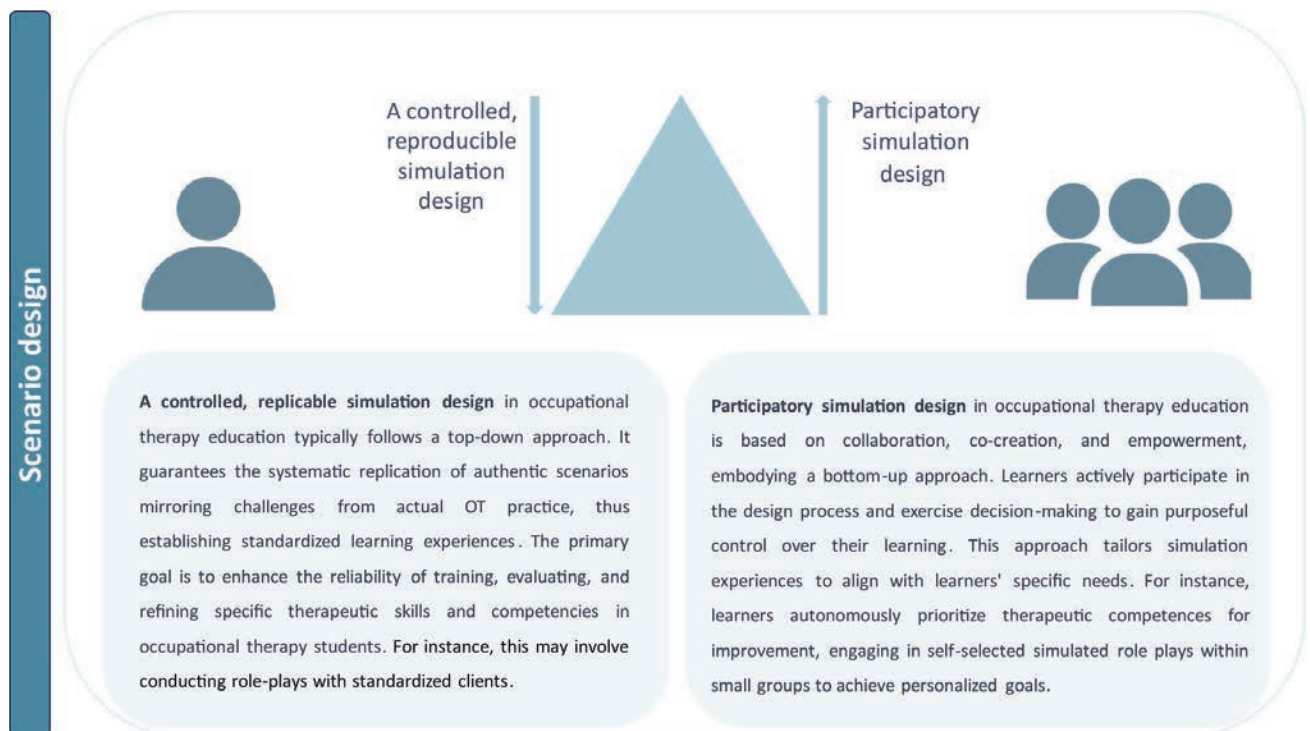 Scenario design
A controlled,
reproducible
simulation
design
Participatory
simulation
design
A controlled, replicable simulation design in occupational
therapy education typically follows a top-down approach. It
guarantees the systematic replication of authentic scenarios
mirroring challenges from actual OT practice, thus
establishing standardized learning experiences. The primary
goal is to enhance the reliability of training, evaluating, and
refining specific therapeutic skills and competencies in
occupational therapy students. For instance, this may involve
conducting role-plays with standardized clients.
Participatory simulation design in occupational therapy education
is based on collaboration, co-creation, and empowerment,
embodying a bottom-up approach. Learners actively participate in
the design process and exercise decision-making to gain purposeful
control over their learning. This approach tailors simulation
experiences to align with learners' specific needs. For instance,
learners autonomously prioritize therapeutic competences for
improvement, engaging in self-selected simulated role plays within
small groups to achieve personalized goals.